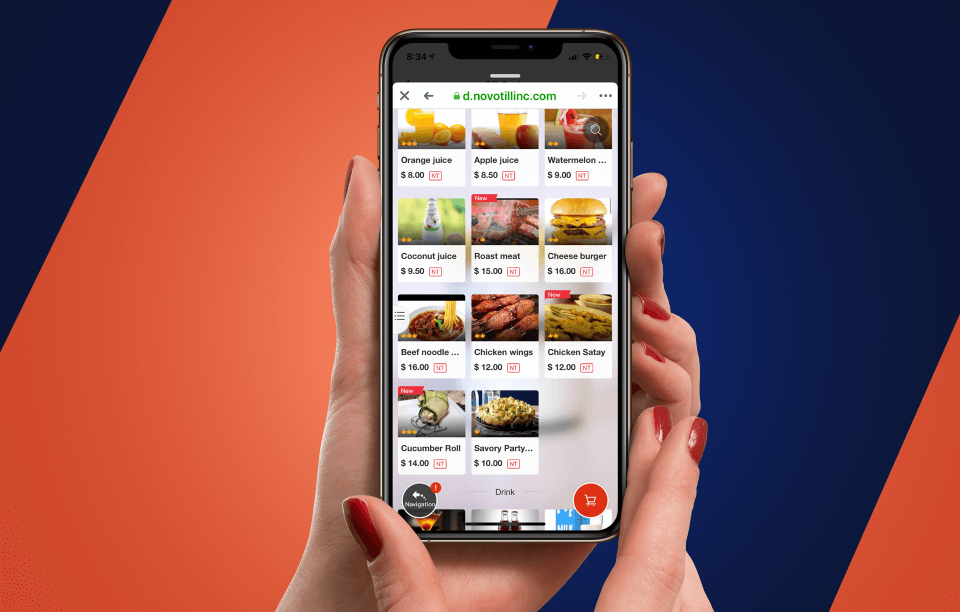 8:34
d.novotillinc.com
Orange juice
Apple juice
Watermelon ...
$ 8.00 NT
$ 8.50 NT
$ 9.00 NT
New
Coconut juice
Roast meat
Cheese burger
$ 9.50 NT
$ 15.00 NT
$ 16.00 NT
New
Beef noodle ...
Chicken wings
Chicken Satay
$ 16.00 NT
$ 12.00 NT
$ 12.00 NT
New
Cucumber Roll
Savory Party...
$ 14.00 NT
$ 10.00 NT
Drink
!
Navigation